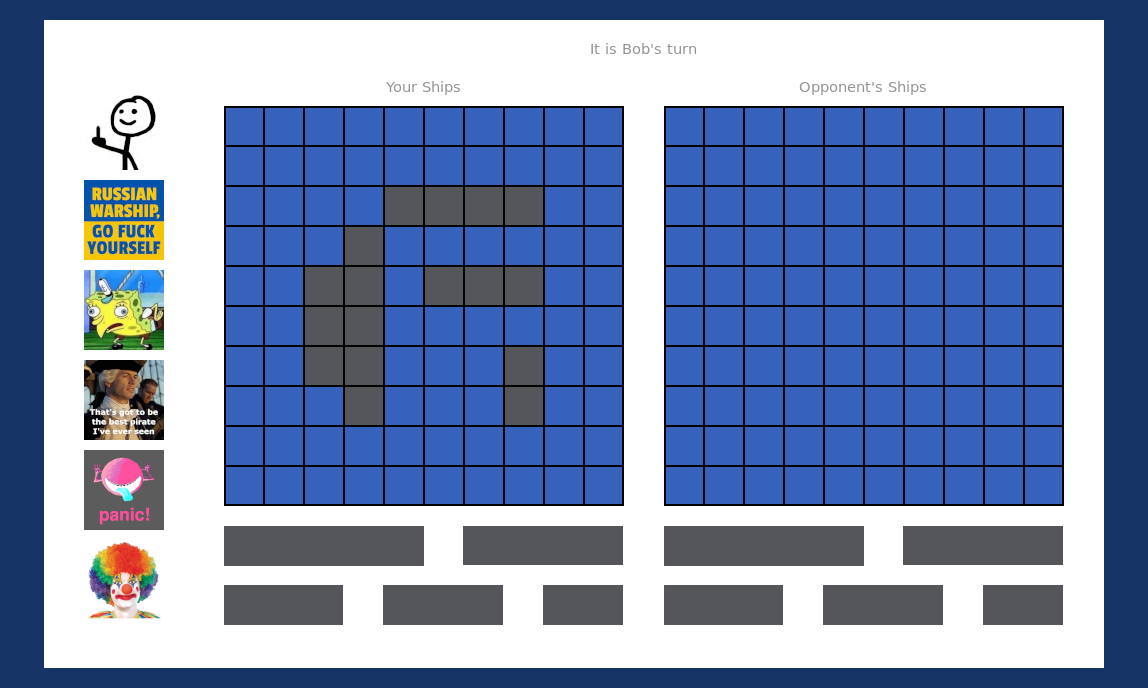 It is Bob's turn
Your Ships
Opponent's Ships
RUSSIAN
WARSHIP,
GO FUCK
YOURSELF
That's got to be
the best pirate
I've ever seen
panic!